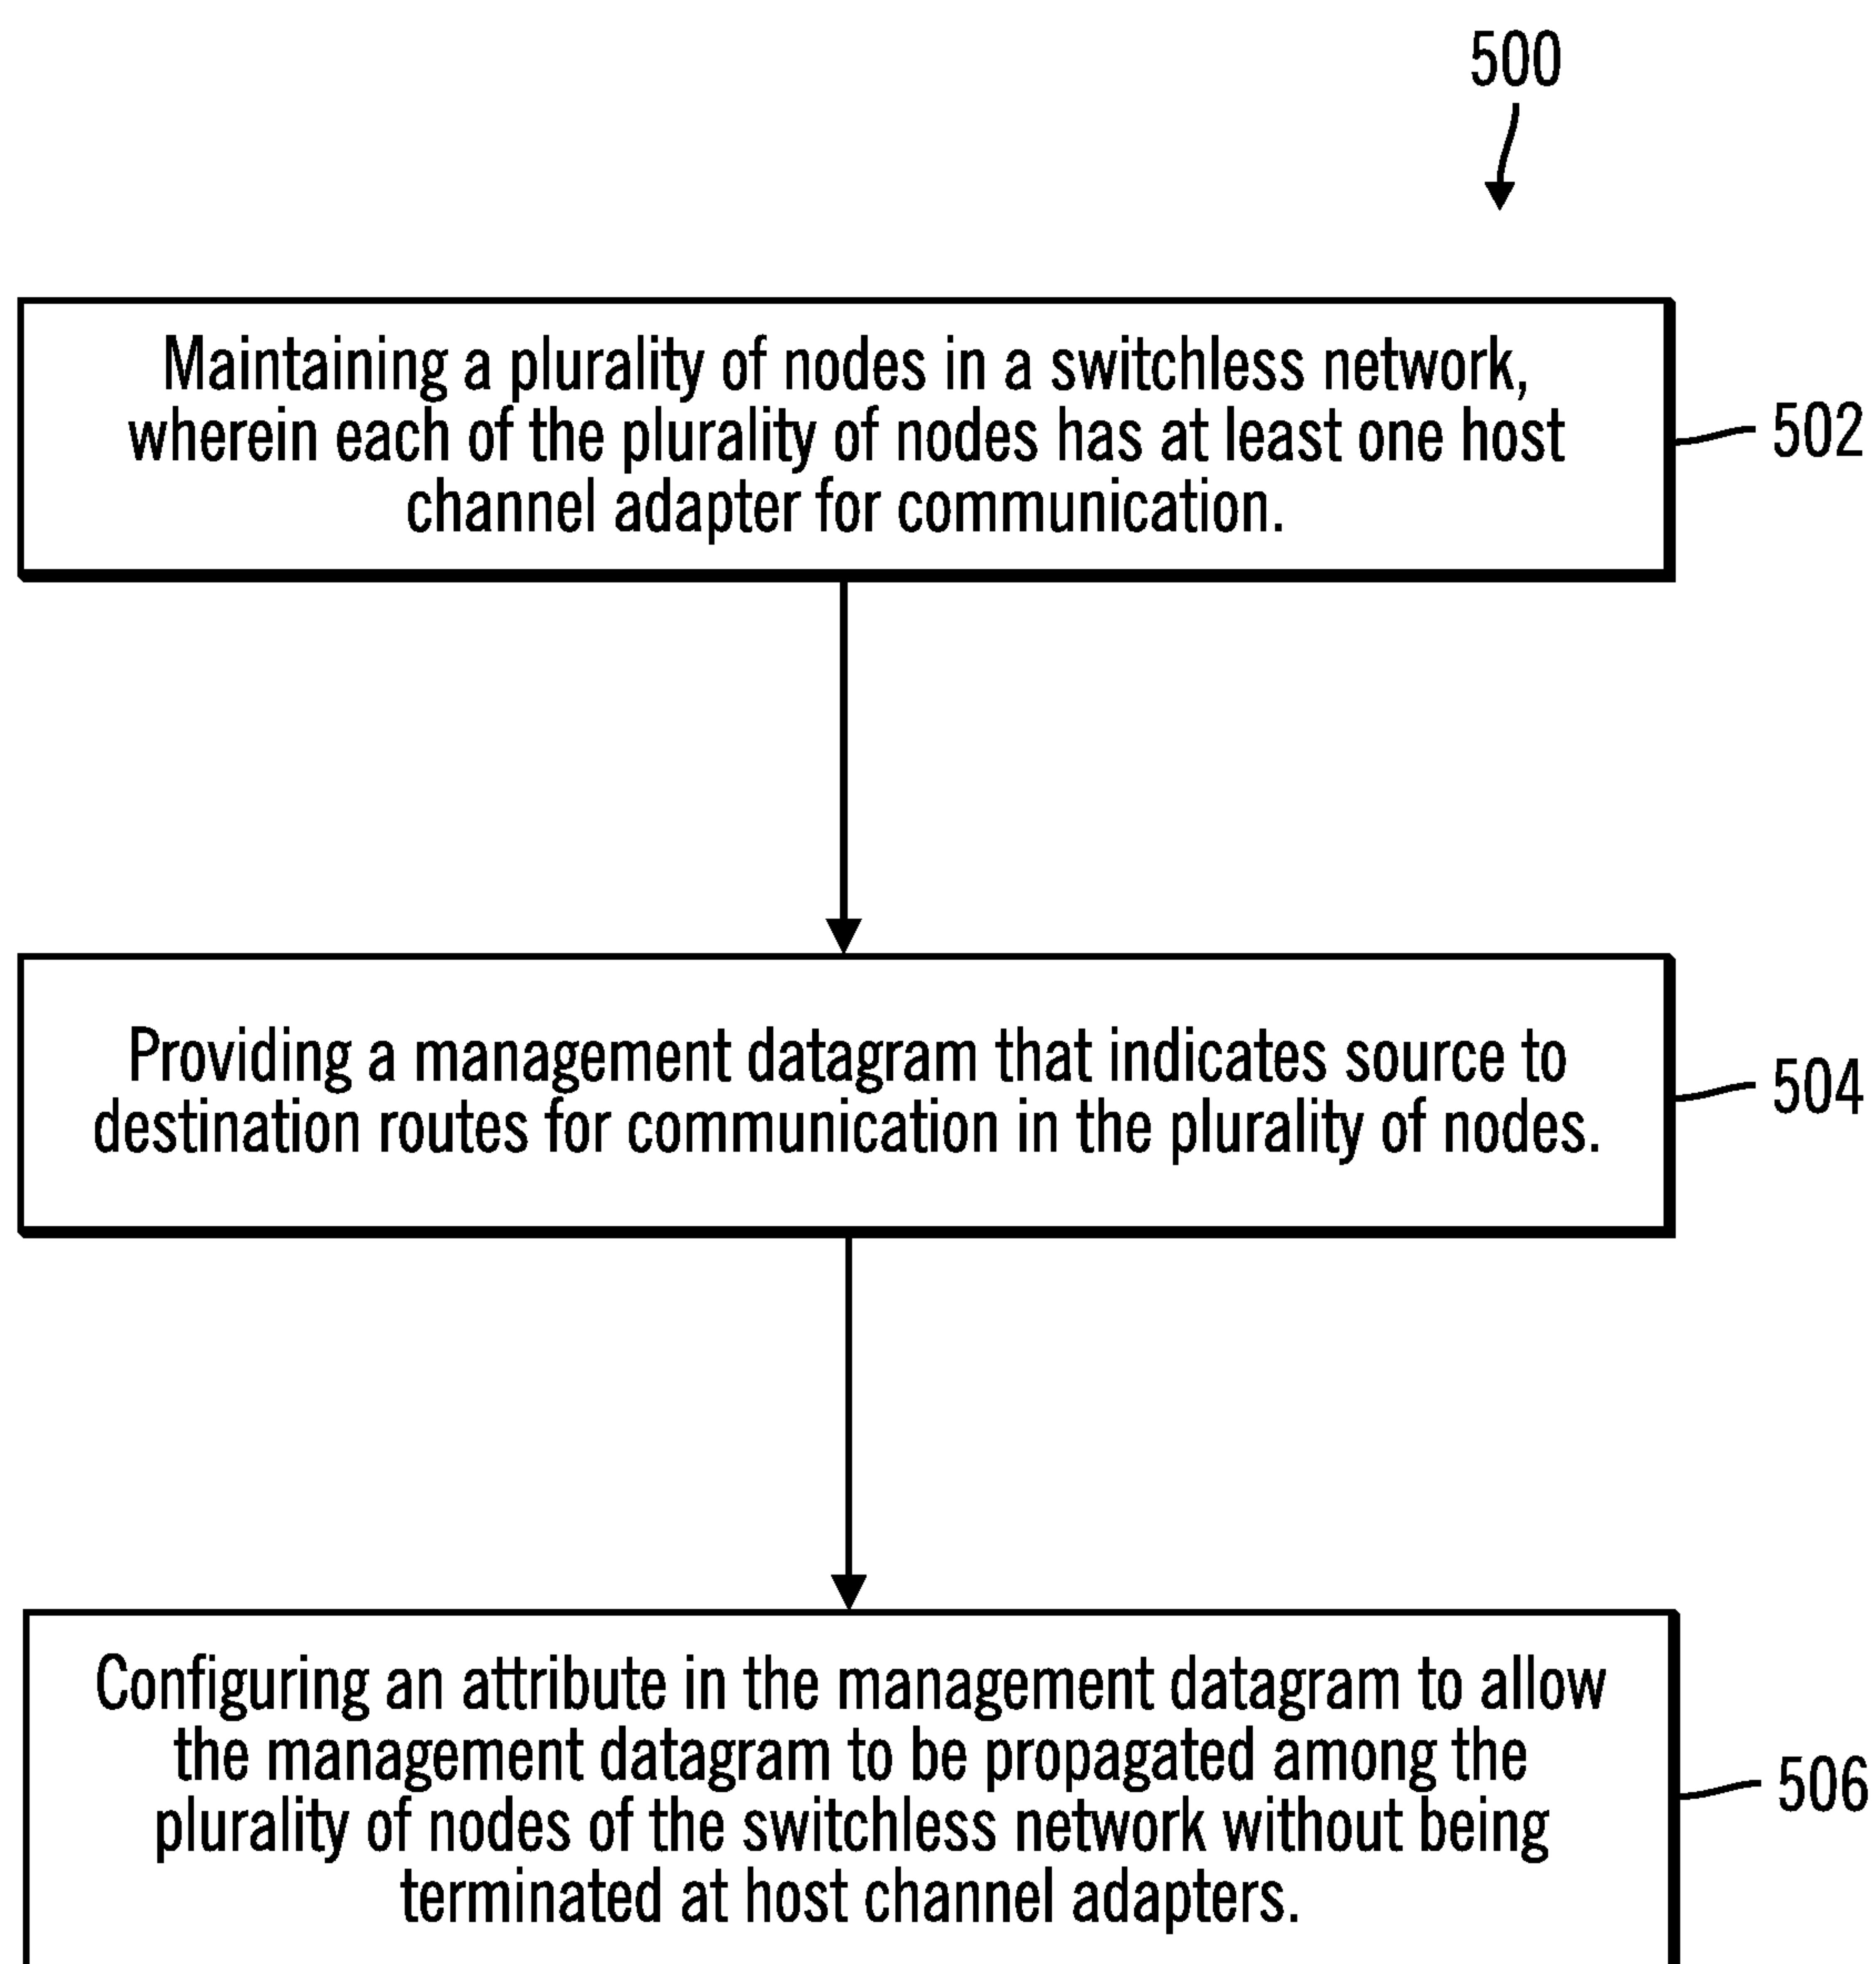 500
Maintaining a plurality of nodes in a switchless network,
wherein each of the plurality of nodes has at least one host
channel adapter for communication.
502
Providing a management datagram that indicates source to
destination routes for communication in the plurality of nodes.
504
Configuring an attribute in the management datagram to allow
the management datagram to be propagated among the
plurality of nodes of the switchless network without being
terminated at host channel adapters.
506